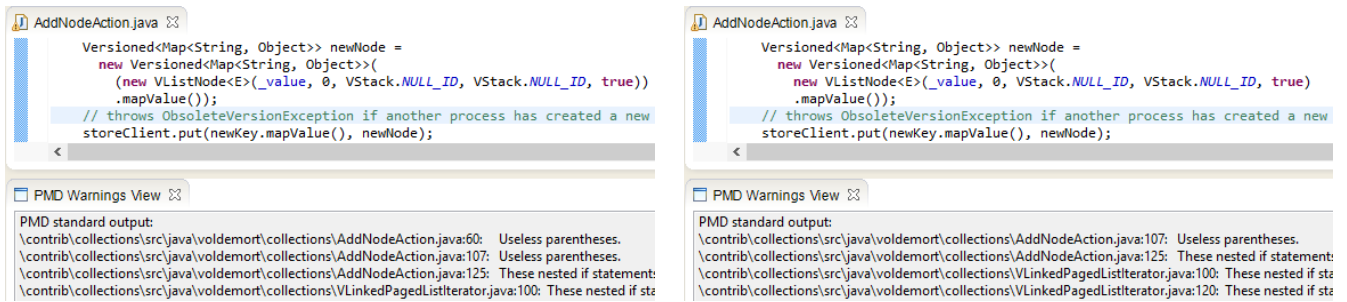 AddNodeAction.java
Versioned<Map<String, Object>> newNode =
new Versioned<Map<String, Object>>(
(new VListNode<E>(_value, 0, VStack.NULL_ID, VStack.NULL_ID, true))
.mapValue());
// throws ObsoleteVersionException if another process has created a new
storeClient.put(newKey.mapValue(), newNode);
PMD Warnings View
PMD standard output:
\contrib\collections\src\java\voldemort\collections\AddNodeAction.java:60: Useless parentheses.
\contrib\collections\src\java\voldemort\collections\AddNodeAction.java:107: Useless parentheses.
\contrib\collections\src\java\voldemort\collections\AddNodeAction.java:125: These nested if statements
\contrib\collections\src\java\voldemort\collections\VLinkedPagedListIterator.java:100: These nested if sta
AddNodeAction.java
Versioned<Map<String, Object>> newNode =
new Versioned<Map<String, Object>>(
new VListNode<E>(_value, 0, VStack.NULL_ID, VStack.NULL_ID, true)
.mapValue());
// throws ObsoleteVersionException if another process has created a new
storeClient.put(newKey.mapValue(), newNode);
PMD Warnings View
PMD standard output:
\contrib\collections\src\java\voldemort\collections\AddNodeAction.java:107: Useless parentheses.
\contrib\collections\src\java\voldemort\collections\AddNodeAction.java:125: These nested if statements
\contrib\collections\src\java\voldemort\collections\VLinkedPagedListIterator.java:100: These nested if sta
\contrib\collections\src\java\voldemort\collections\VLinkedPagedListIterator.java:120: These nested if sta